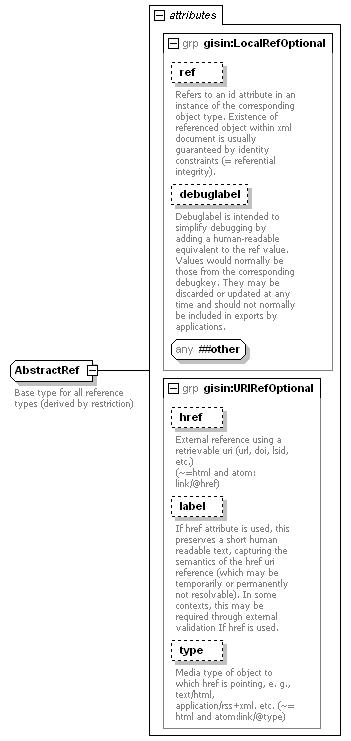 attributes
grp gisin:LocalRefOptional
ref
Refers to an id attribute in an
instance of the corresponding
object type. Existence of
referenced object within xml
document is usually
guaranteed by identity
constraints (= referential
integrity).
debuglabel
Debuglabel is intended to
simplify debugging by
adding a human-readable
equivalent to the ref value.
Values would normally be
those from the corresponding
debugkey. They may be
discarded or updated at any
time and should not normally
be included in exports by
applications.
any ##other
AbstractRef
Base type for all reference
types (derived by restriction)
grp gisin:URIRefOptional
href
External reference using a
retrievable uri (url, doi, lsid,
etc.)
(~=html and atom:
link/@href)
label
If href attribute is used, this
preserves a short human
readable text, capturing the
semantics of the href uri
reference (which may be
temporarily or permanently
not resolvable). In some
contexts, this may be
required through external
validation If href is used.
type
Media type of object to
which href is pointing, e. g.,
text/html,
application/rss+xml. etc. (~=
html and atom:link/@type)